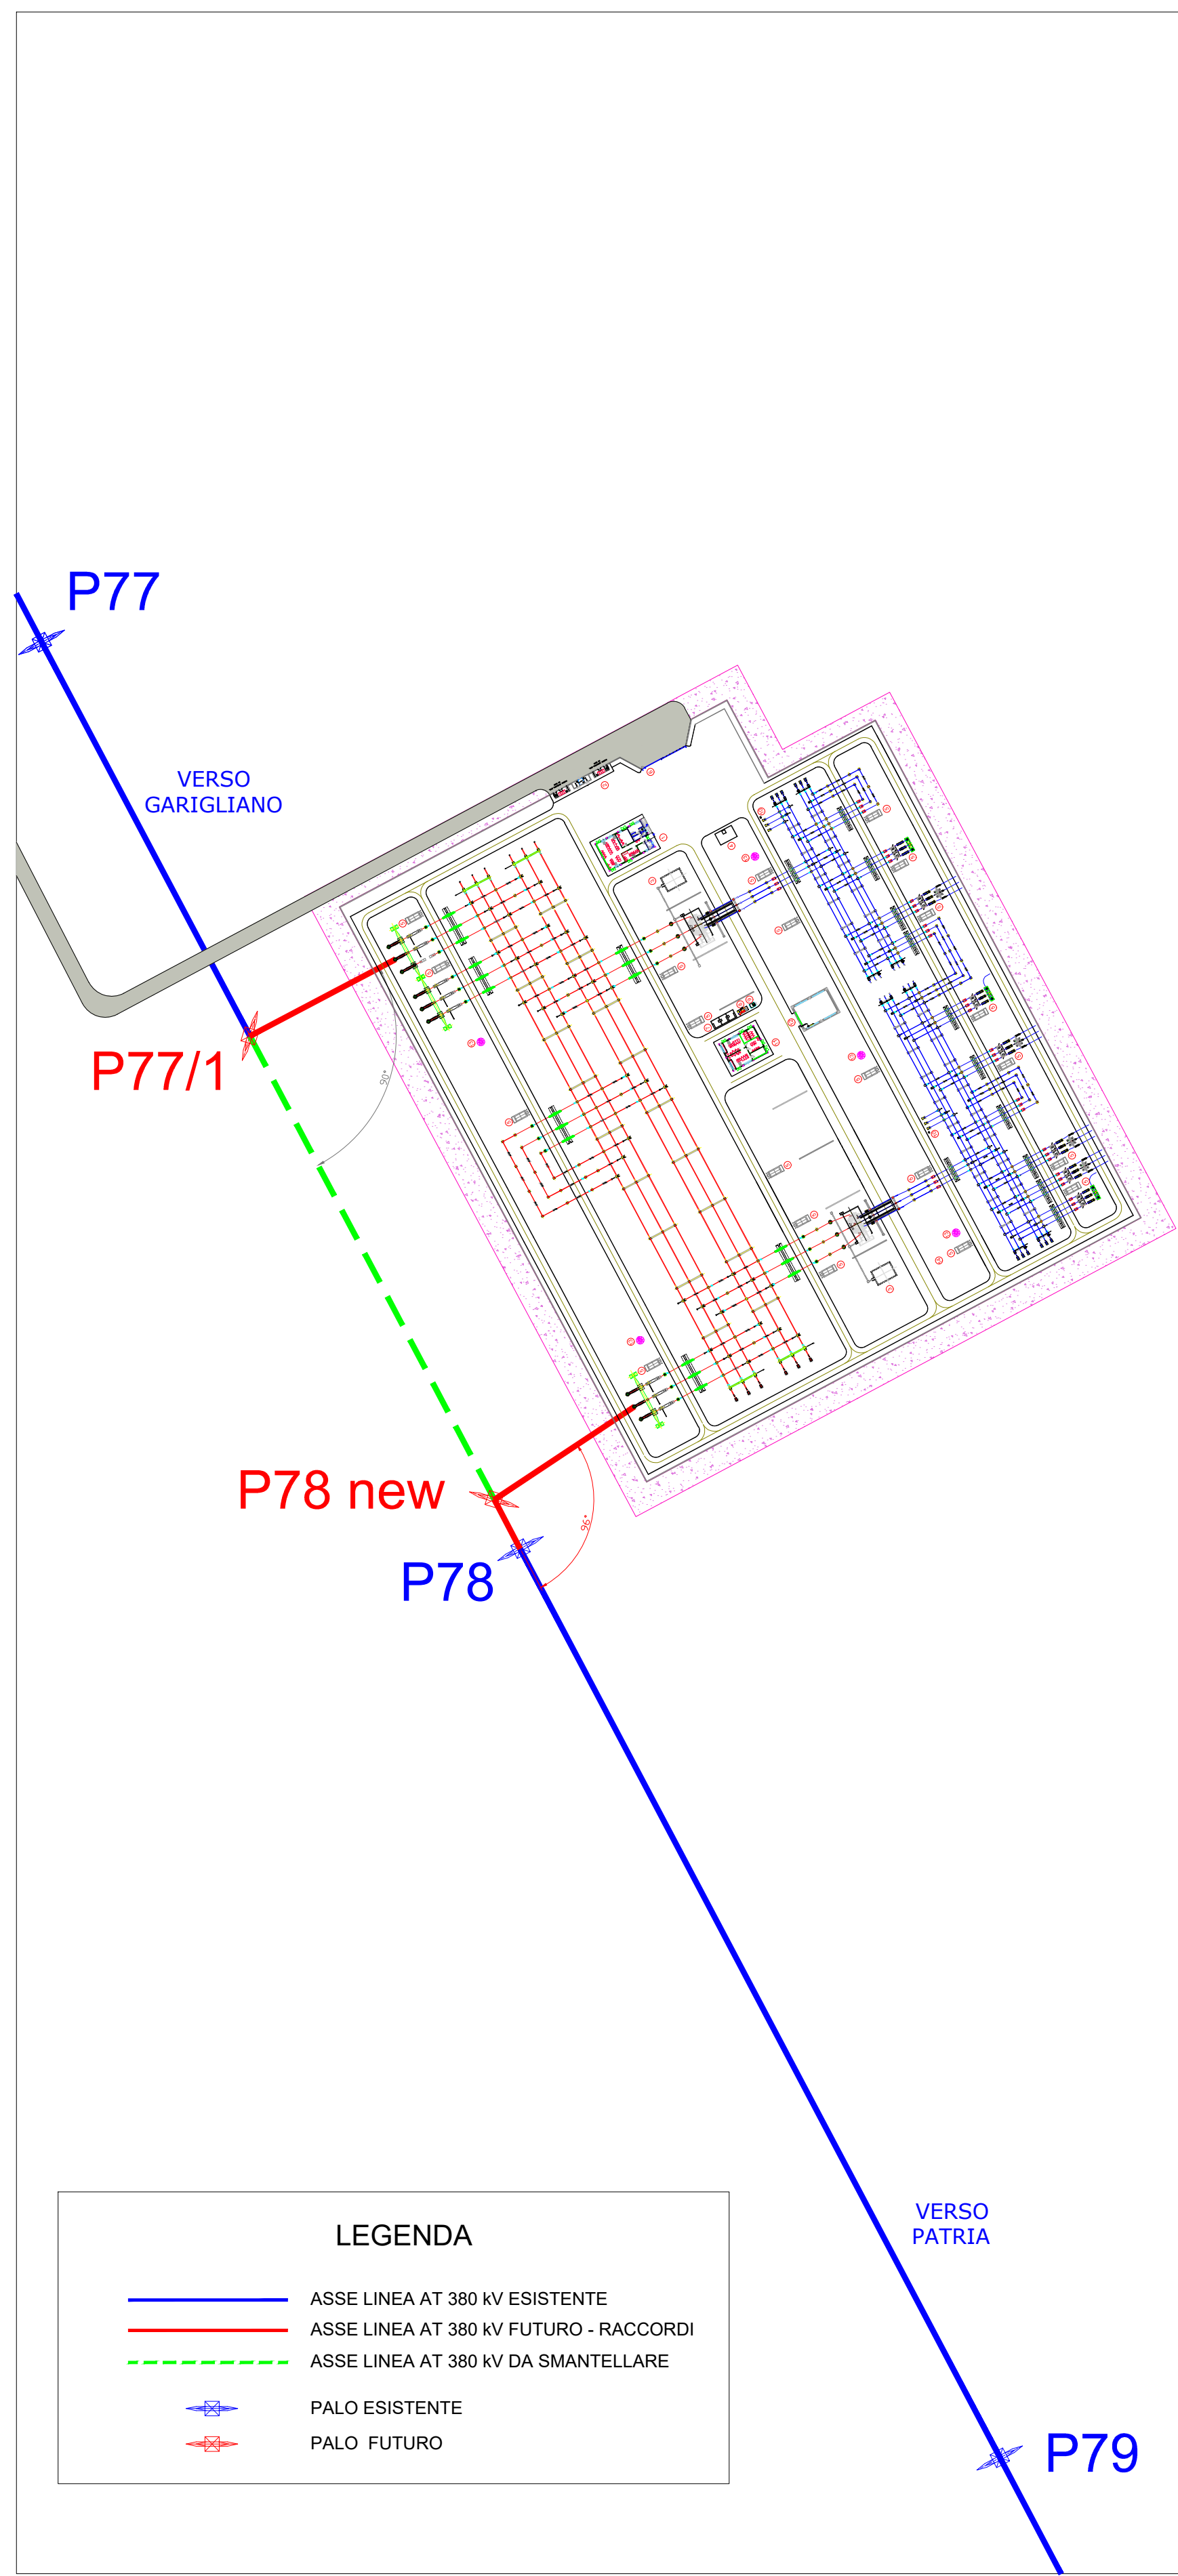 P77
VERSO
GARIGLIANO
P77/1
90°
P78 new
96°
P78
VERSO
PATRIA
P79
LEGENDA
ASSE LINEA AT 380 kV ESISTENTE
ASSE LINEA AT 380 kV FUTURO - RACCORDI
ASSE LINEA AT 380 kV DA SMANTELLARE
PALO ESISTENTE
PALO FUTURO